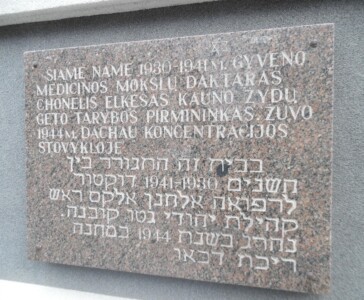 ŠIAME NAME 1930-1941 M. GYVENO
MEDICINOS MOKSLŲ DAKTARAS
CHONELIS ELKESAS KAUNO ŽYDŲ
GETO TARYBOS PIRMININKAS. ŽUVO
1944 M. DACHAU KONCENTRACIJOS
STOVYKLOJE
בבית זה התגורר בין
השנים 1941-1930 דוקטור
לרפואה אלחנן אלקס ראש
קהילת יהודי גטו קובנה.
נהרג בשנת 1944 במחנה
ריכוז דכאו